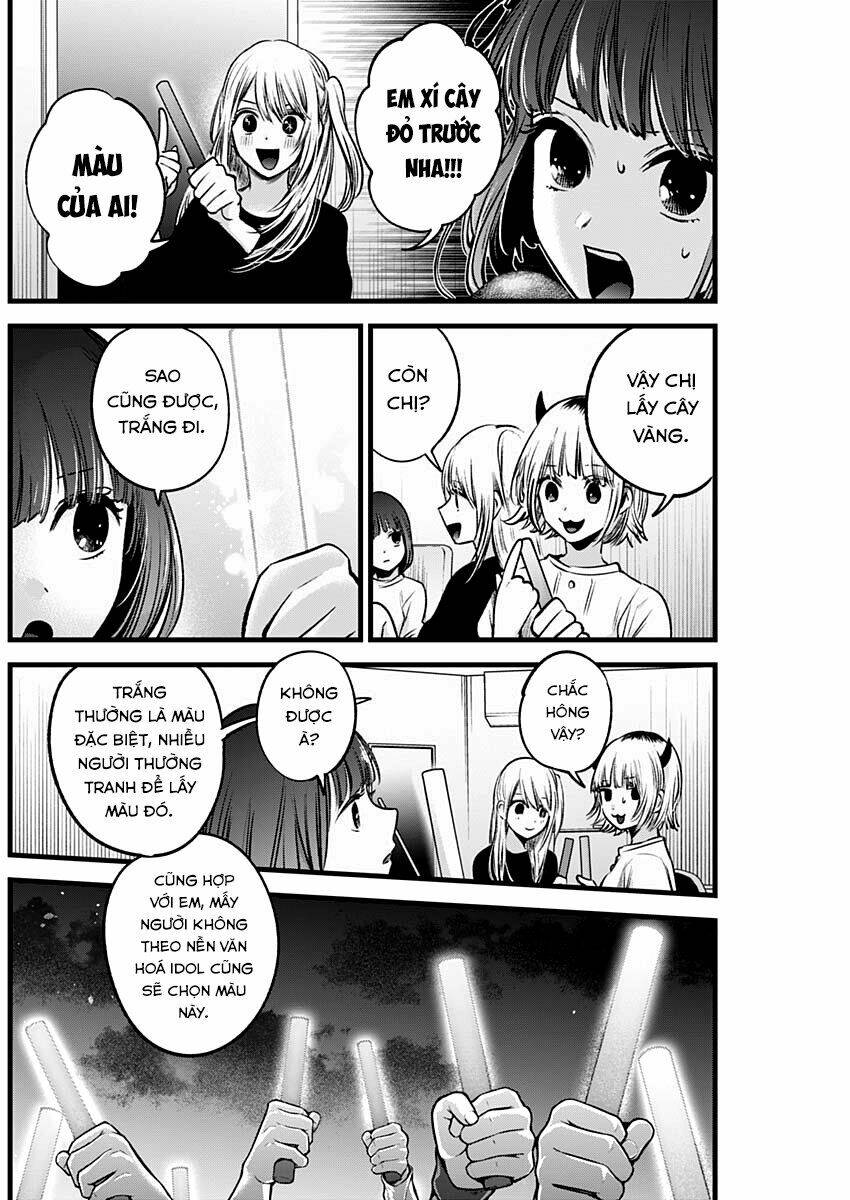 EM XÍ CÂY
ĐỎ TRƯỚC
NHA!!!
MÀU
CỦA AI!
VẬY CHỊ
LẤY CÂY
VÀNG.
CÒN
CHỊ?
SAO
CŨNG ĐƯỢC,
TRẮNG ĐI.
CHẮC
HÔNG
VẬY?
KHÔNG
ĐƯỢC
À?
TRẮNG
THƯỜNG LÀ MÀU
ĐẶC BIỆT, NHIỀU
NGƯỜI THƯỜNG
TRANH ĐỂ LẤY
MÀU ĐÓ.
CŨNG HỢP
VỚI EM, MẤY
NGƯỜI KHÔNG
THEO NỀN VĂN
HOÁ IDOL CŨNG
SẼ CHỌN MÀU
NÀY.